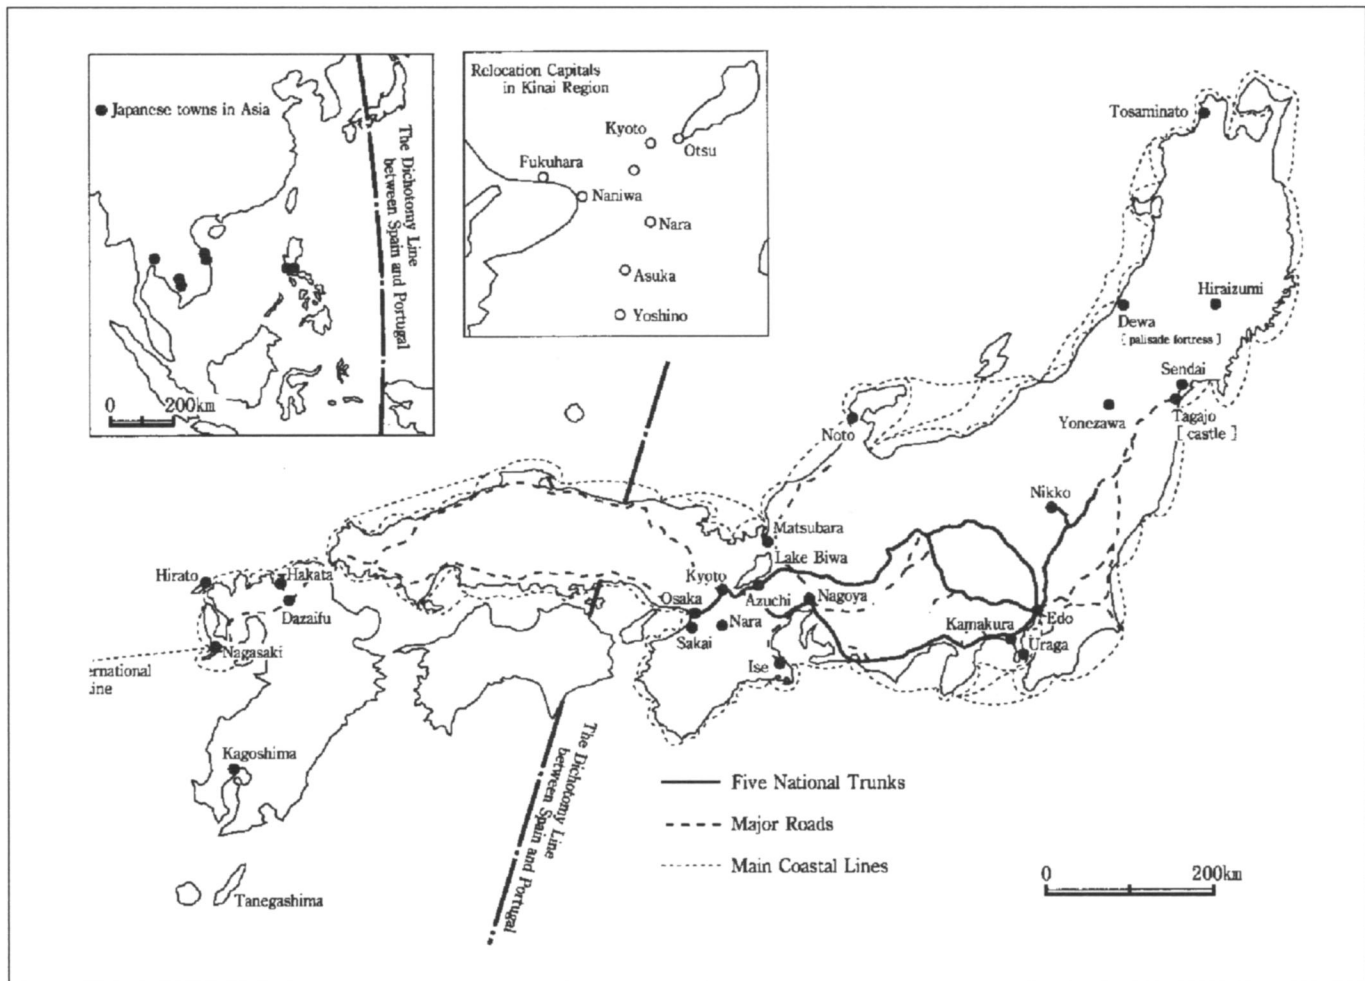 Japanese towns in Asia
The Dichotomy Line
between Spain and Portugal
0 200km
Relocation Capitals
in Kinai Region
Kyoto
Otsu
Fukuhara
Naniwa
Nara
Asuka
Yoshino
Tosaminato
Hiraizumi
Dewa
[ palisade fortress ]
Sendai
Tagajo
[ castle ]
Yonezawa
Noto
Nikko
Matsubara
Lake Biwa
Kyoto
Azuchi
Nagoya
Osaka
Nara
Sakai
Ise
Kamakura
Edo
Uraga
Hirato
Hakata
Dazaifu
Nagasaki
ernational
ine
Kagoshima
Tanegashima
The Dichotomy Line
between Spain and Portugal
Five National Trunks
Major Roads
Main Coastal Lines
0 200km